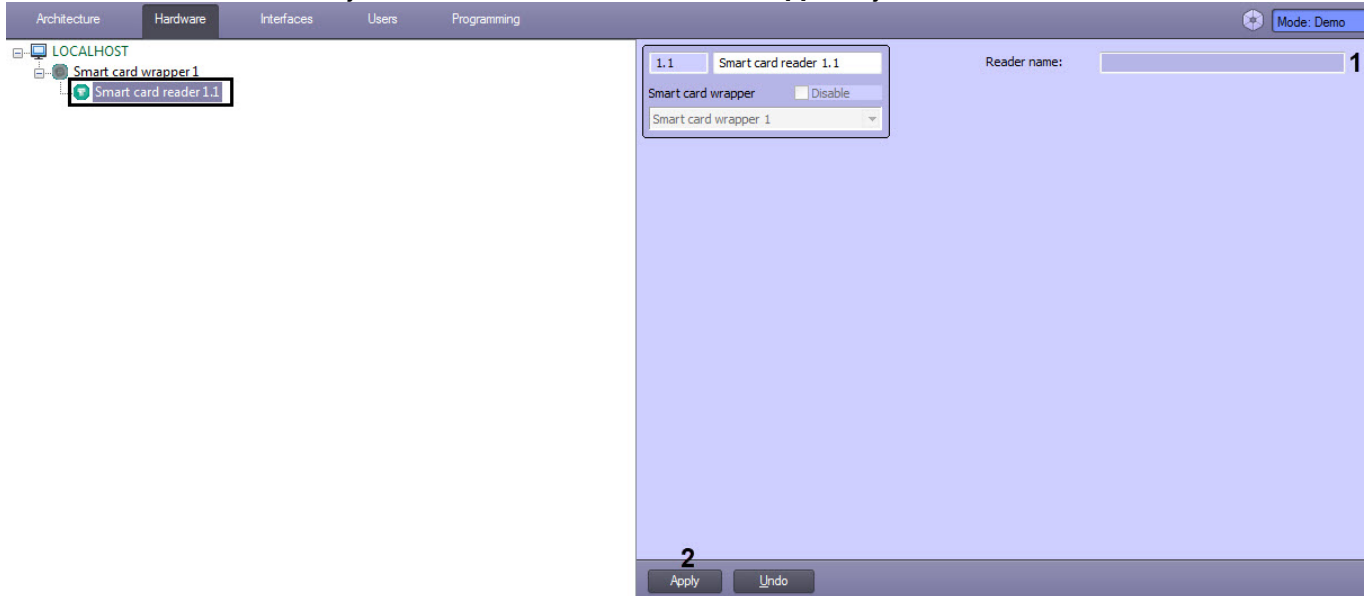 Architecture Hardware Interfaces Users Programming Mode: Demo
LOCALHOST
Smart card wrapper 1
Smart card reader 1.1
1.1 Smart card reader 1.1 Reader name: 1
Smart card wrapper Disable
Smart card wrapper 1
2
Apply Undo